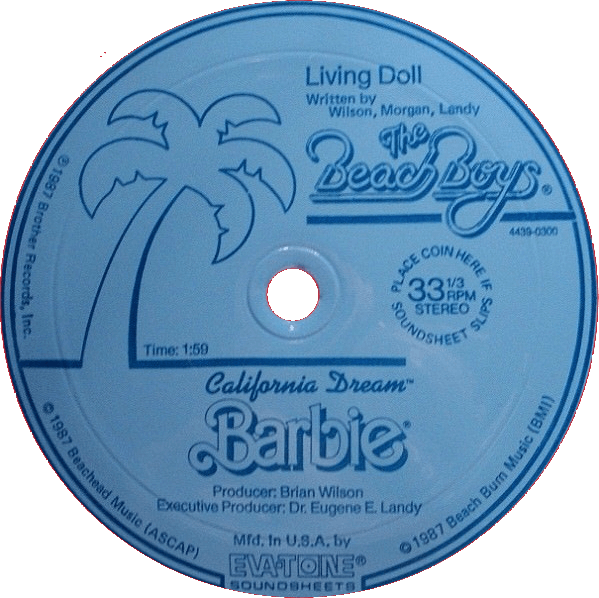 Living Doll
Written by
Wilson, Morgan, Landy
The
Beach Boys®
4439-0300
PLACE COIN HERE IF
SOUNDSHEET SLIPS
33 1/3
RPM
STEREO
℗1987 Brother Records, Inc.
Time: 1:59
California Dream™
Barbie®
Producer: Brian Wilson
Executive Producer: Dr. Eugene E. Landy
©1987 Beachead Music (ASCAP)
©1987 Beach Bum Music (BMI)
Mfd. In U.S.A. by
EVA-TONE®
SOUNDSHEETS